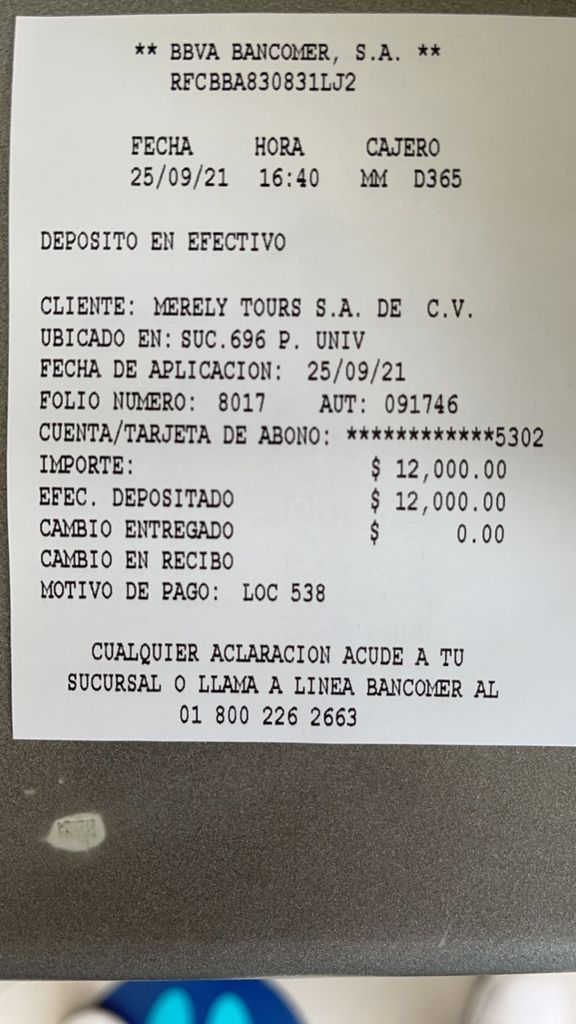 ** BBVA BANCOMER, S.A. **
RFCBBA830831LJ2
FECHA HORA CAJERO
25/09/21 16:40 MM D365
DEPOSITO EN EFECTIVO
CLIENTE: MERELY TOURS S.A. DE C.V.
UBICADO EN: SUC.696 P. UNIV
FECHA DE APLICACION: 25/09/21
FOLIO NUMERO: 8017 AUT: 091746
CUENTA/TARJETA DE ABONO: ************5302
IMPORTE: $ 12,000.00
EFEC. DEPOSITADO $ 12,000.00
CAMBIO ENTREGADO $ 0.00
CAMBIO EN RECIBO
MOTIVO DE PAGO: LOC 538
CUALQUIER ACLARACION ACUDE A TU
SUCURSAL O LLAMA A LINEA BANCOMER AL
01 800 226 2663